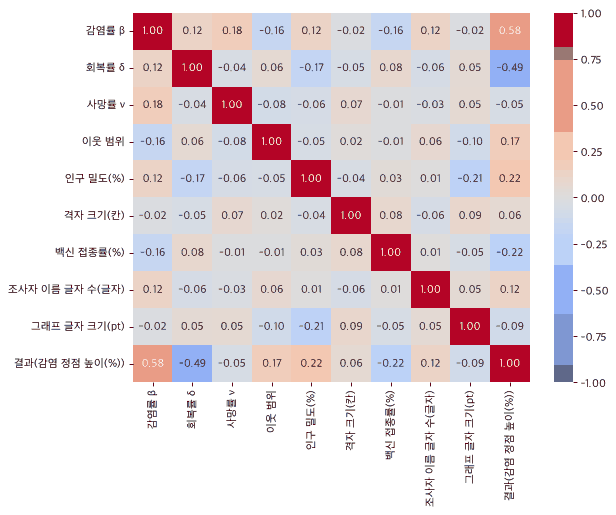 감염률 β 1.00 0.12 0.18 -0.16 0.12 -0.02 -0.16 0.12 -0.02 0.58
회복률 δ 0.12 1.00 -0.04 0.06 -0.17 -0.05 0.08 -0.06 0.05 -0.49
사망률 ν 0.18 -0.04 1.00 -0.08 -0.06 0.07 -0.01 -0.03 0.05 -0.05
이웃 범위 -0.16 0.06 -0.08 1.00 -0.05 0.02 -0.01 0.06 -0.10 0.17
인구 밀도(%) 0.12 -0.17 -0.06 -0.05 1.00 -0.04 0.03 0.01 -0.21 0.22
격자 크기(칸) -0.02 -0.05 0.07 0.02 -0.04 1.00 0.08 -0.06 0.09 0.06
백신 접종률(%) -0.16 0.08 -0.01 -0.01 0.03 0.08 1.00 0.01 -0.05 -0.22
조사자 이름 글자 수(글자) 0.12 -0.06 -0.03 0.06 0.01 -0.06 0.01 1.00 0.05 0.12
그래프 글자 크기(pt) -0.02 0.05 0.05 -0.10 -0.21 0.09 -0.05 0.05 1.00 -0.09
결과(감염 정점 높이(%)) 0.58 -0.49 -0.05 0.17 0.22 0.06 -0.22 0.12 -0.09 1.00
감염률 β
회복률 δ
사망률 ν
이웃 범위
인구 밀도(%)
격자 크기(칸)
백신 접종률(%)
조사자 이름 글자 수(글자)
그래프 글자 크기(pt)
결과(감염 정점 높이(%))
1.00
0.75
0.50
0.25
0.00
-0.25
-0.50
-0.75
-1.00